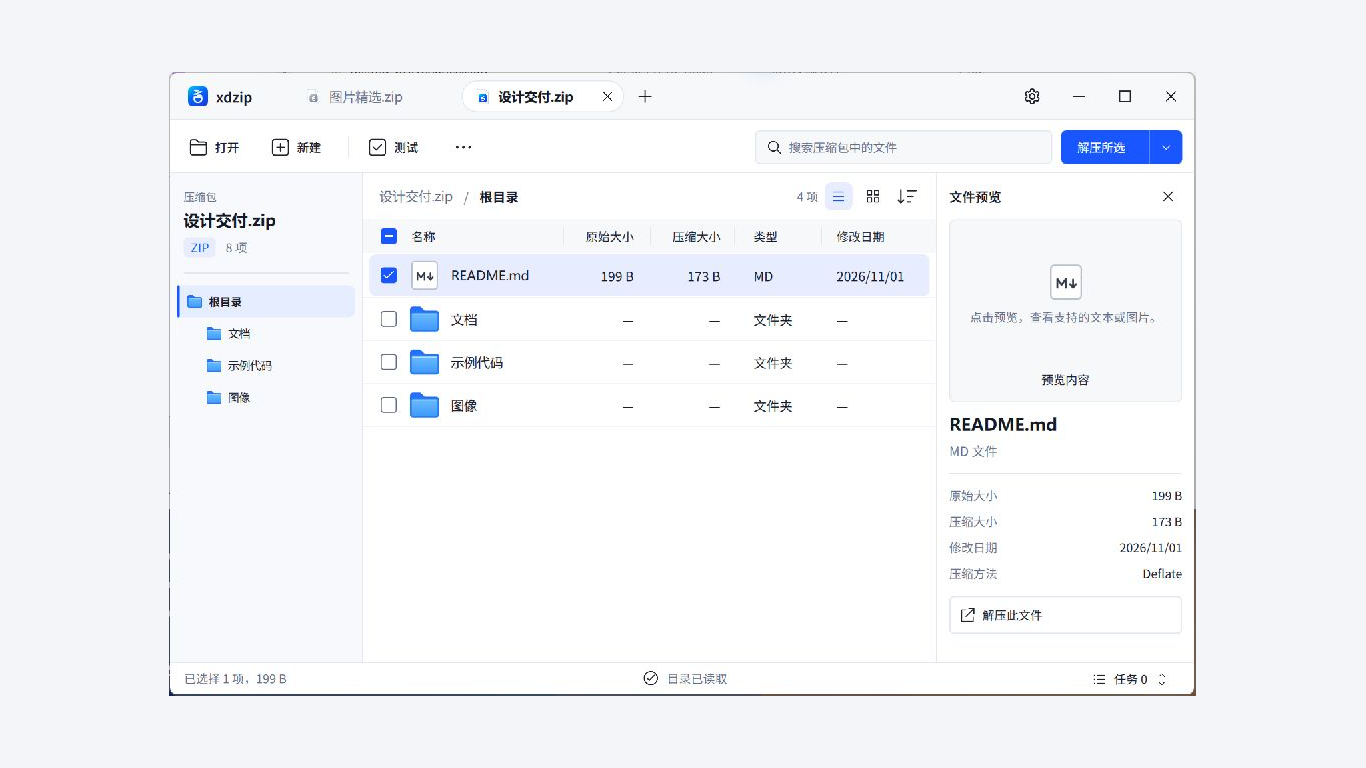 xdzip
图片精选.zip
设计交付.zip
打开
新建
测试
搜索压缩包中的文件
解压所选
压缩包
设计交付.zip
ZIP 8 项
根目录
文档
示例代码
图像
设计交付.zip / 根目录
4 项
名称 原始大小 压缩大小 类型 修改日期
M↓ README.md 199 B 173 B MD 2026/11/01
文档 — — 文件夹 —
示例代码 — — 文件夹 —
图像 — — 文件夹 —
文件预览
M↓
点击预览，查看支持的文本或图片。
预览内容
README.md
MD 文件
原始大小 199 B
压缩大小 173 B
修改日期 2026/11/01
压缩方法 Deflate
解压此文件
已选择 1 项，199 B
目录已读取
任务 0